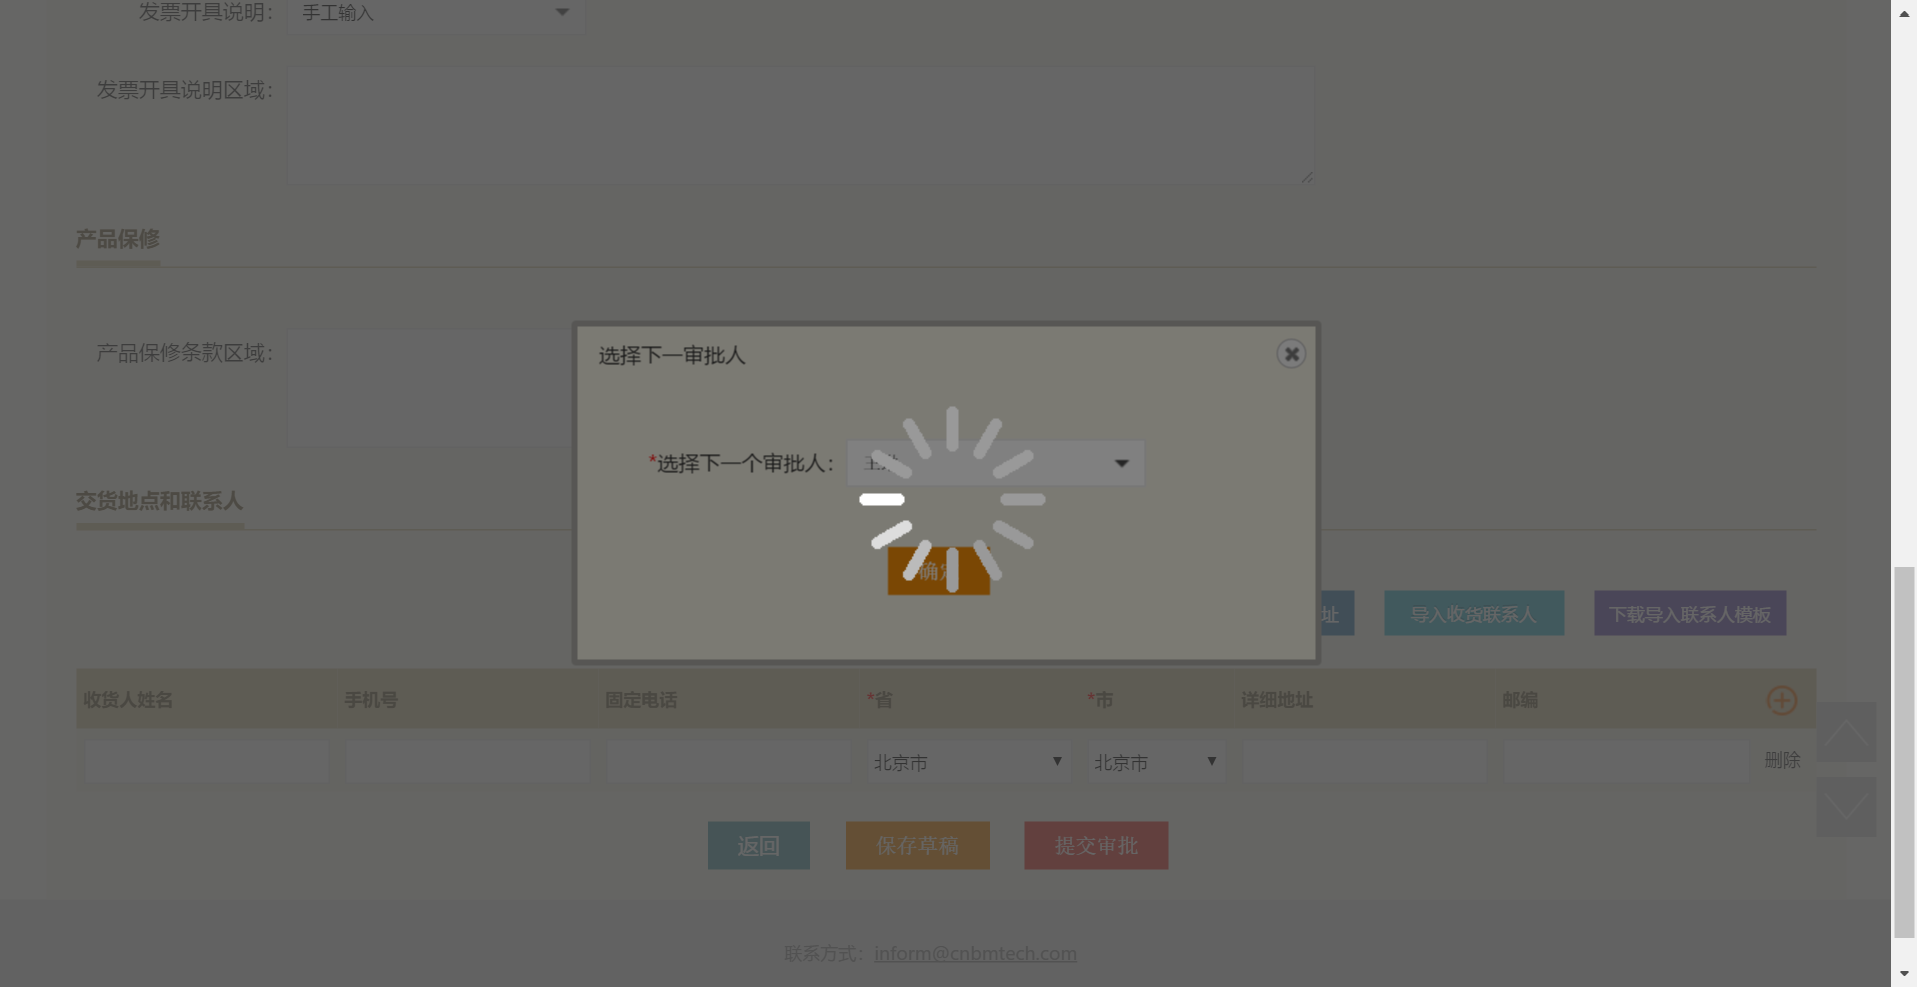 发票开具说明： 手工输入
发票开具说明区域：
产品保修
产品保修条款区域：
选择下一审批人
*选择下一个审批人：
确定
交货地点和联系人
址 导入收货联系人 下载导入联系人模板
收货人姓名 手机号 固定电话 *省 *市 详细地址 邮编
北京市 北京市 删除
返回 保存草稿 提交审批
联系方式：inform@cnbmtech.com